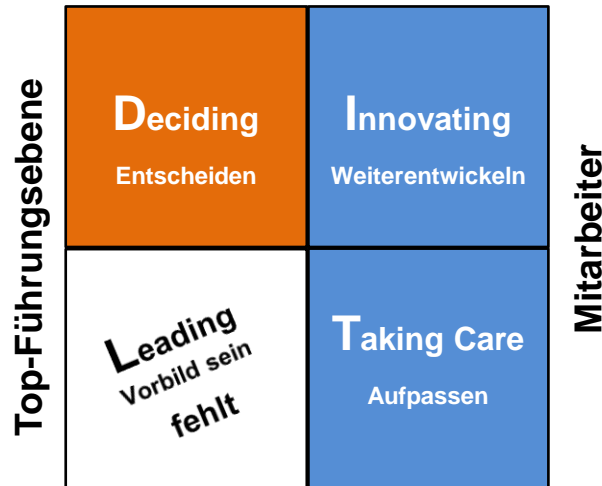 Top-Führungsebene
Deciding
Entscheiden
Innovating
Weiterentwickeln
Leading
Vorbild sein
fehlt
Taking Care
Aufpassen
Mitarbeiter